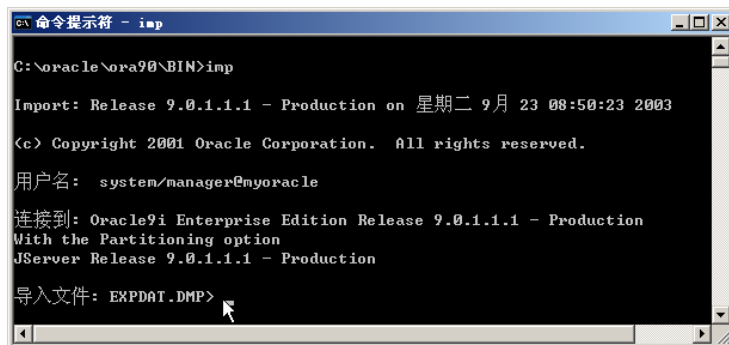 命令提示符 - imp
C:\oracle\ora90\BIN>imp
Import: Release 9.0.1.1.1 - Production on 星期二 9月 23 08:50:23 2003
(c) Copyright 2001 Oracle Corporation.  All rights reserved.
用户名:  system/manager@myoracle
连接到: Oracle9i Enterprise Edition Release 9.0.1.1.1 - Production
With the Partitioning option
JServer Release 9.0.1.1.1 - Production
导入文件: EXPDAT.DMP> _